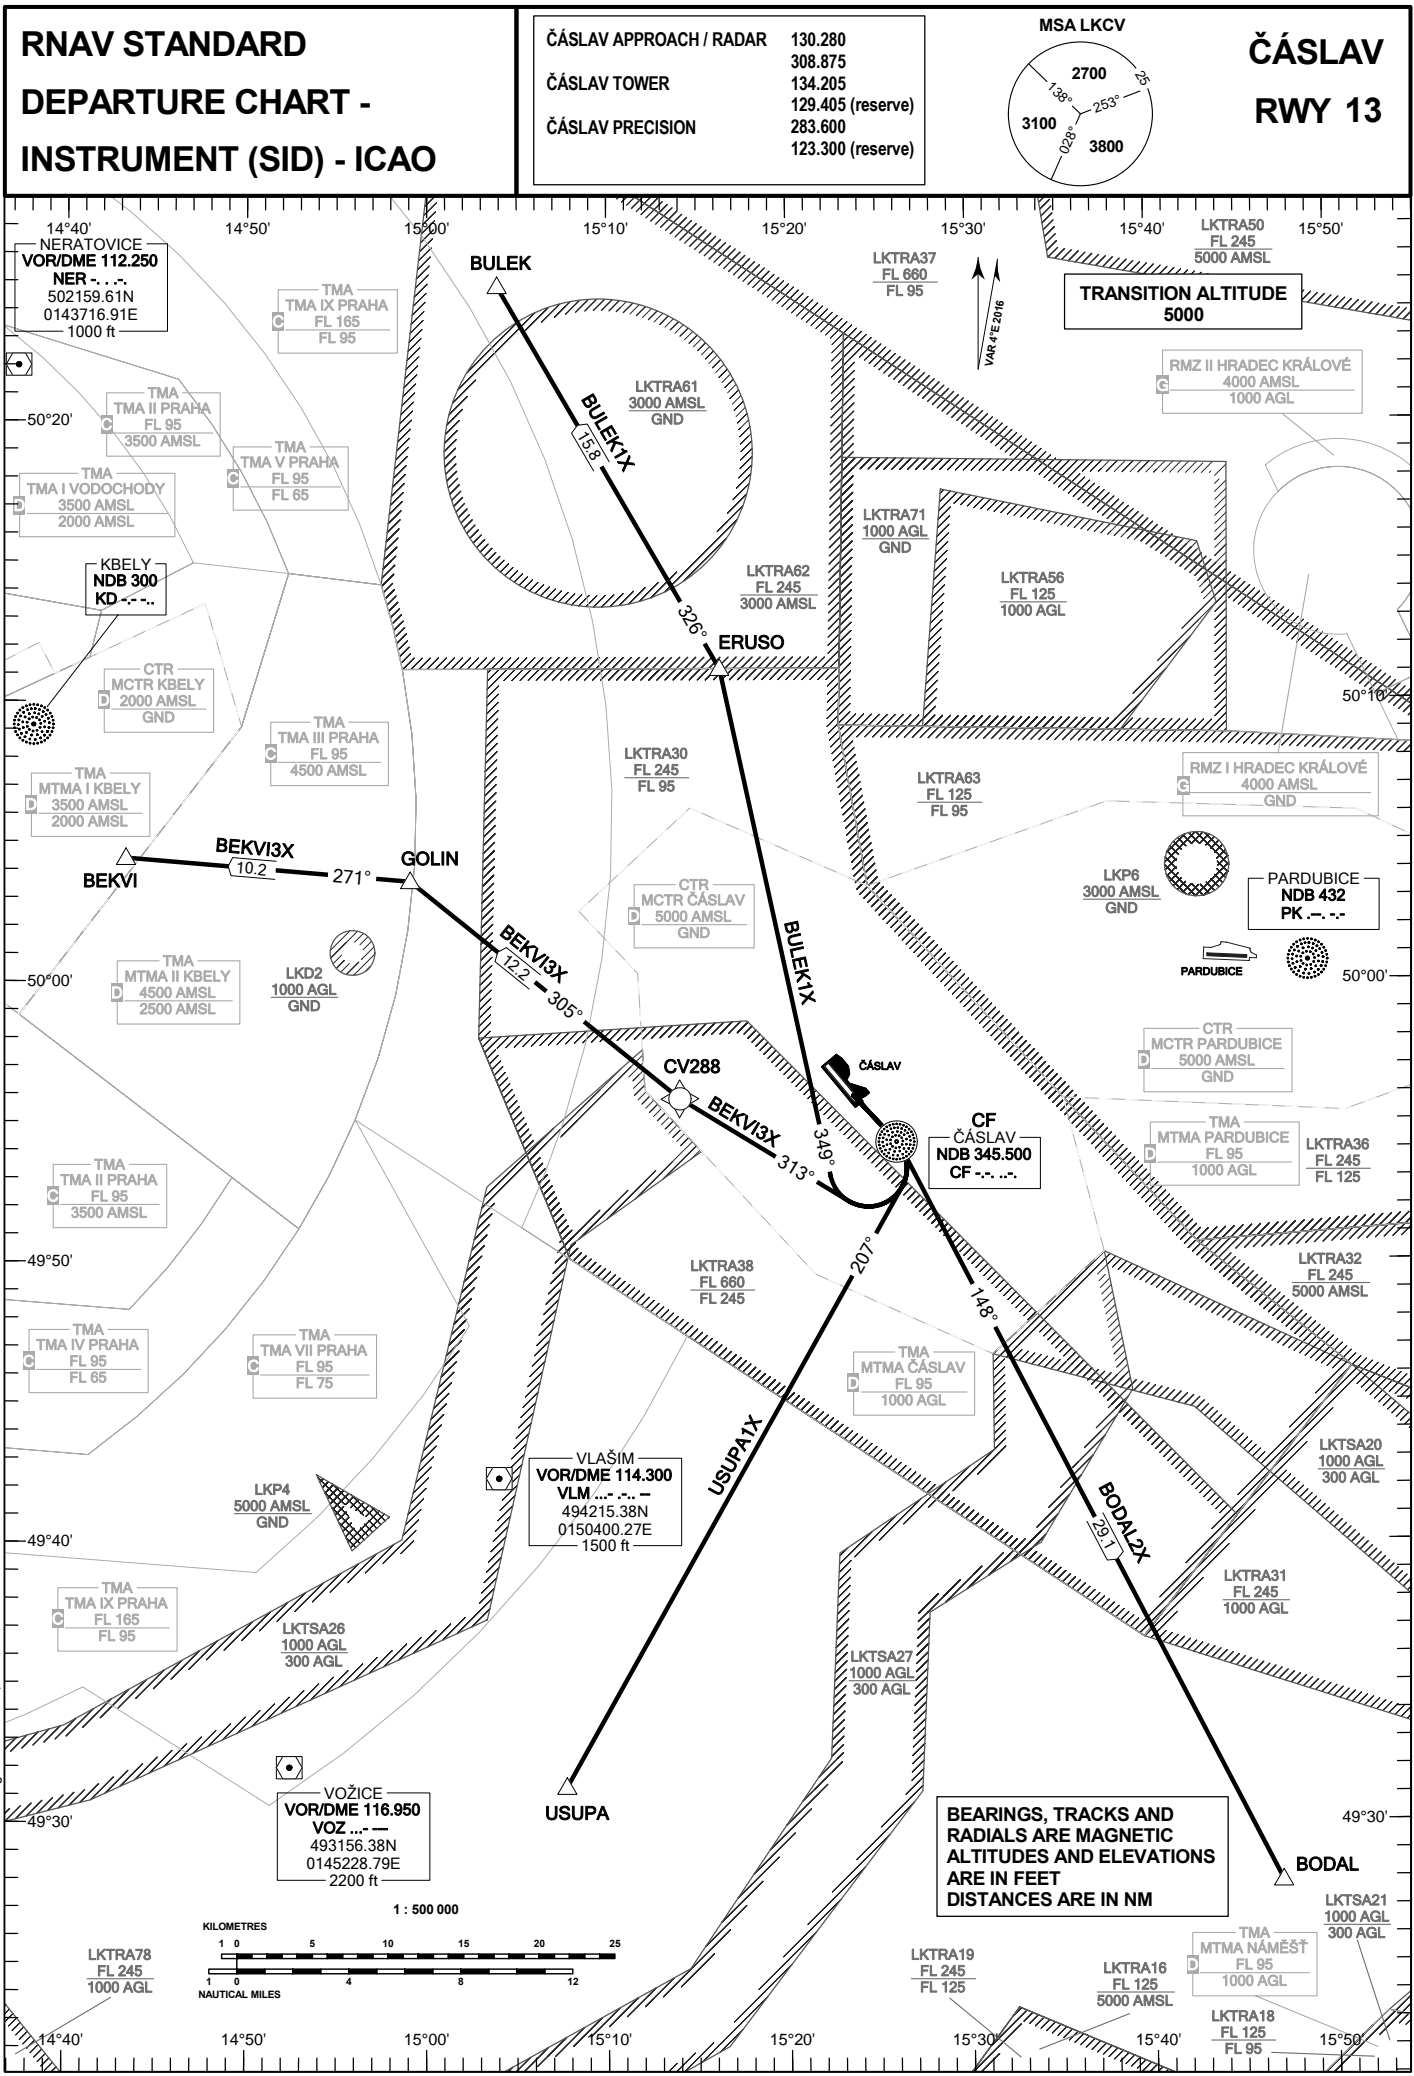 RNAV STANDARD
DEPARTURE CHART -
INSTRUMENT (SID) - ICAO
ČÁSLAV APPROACH / RADAR 130.280
308.875
ČÁSLAV TOWER 134.205
129.405 (reserve)
ČÁSLAV PRECISION 283.600
123.300 (reserve)
MSA LKCV
2700
25
138°
253°
3100
028°
3800
ČÁSLAV
RWY 13
14°40'
14°50'
15°00'
15°10'
15°20'
15°30'
15°40'
15°50'
NERATOVICE
VOR/DME 112.250
NER -. . .-.
502159.61N
0143716.91E
1000 ft
BULEK
TMA
TMA IX PRAHA
C
FL 165
FL 95
LKTRA37
FL 660
FL 95
LKTRA50
FL 245
5000 AMSL
TRANSITION ALTITUDE
5000
VAR 4°E 2016
RMZ II HRADEC KRÁLOVÉ
G
4000 AMSL
1000 AGL
TMA
TMA II PRAHA
C
FL 95
3500 AMSL
50°20'
LKTRA61
3000 AMSL
GND
BULEK1X
15.8
TMA
TMA V PRAHA
C
FL 95
FL 65
TMA
TMA I VODOCHODY
D
3500 AMSL
2000 AMSL
LKTRA71
1000 AGL
GND
KBELY
NDB 300
KD -.- -..
LKTRA62
FL 245
3000 AMSL
LKTRA56
FL 125
1000 AGL
326°
ERUSO
CTR
MCTR KBELY
D
2000 AMSL
GND
50°10'
TMA
TMA III PRAHA
C
FL 95
4500 AMSL
LKTRA30
FL 245
FL 95
LKTRA63
FL 125
FL 95
RMZ I HRADEC KRÁLOVÉ
G
4000 AMSL
GND
TMA
MTMA I KBELY
D
3500 AMSL
2000 AMSL
BEKVI3X
10.2
271°
GOLIN
BEKVI
CTR
MCTR ČÁSLAV
D
5000 AMSL
GND
LKP6
3000 AMSL
GND
PARDUBICE
NDB 432
PK .--. -.-
PARDUBICE
BEKVI3X
12.2
305°
BULEK1X
TMA
MTMA II KBELY
D
4500 AMSL
2500 AMSL
LKD2
1000 AGL
GND
50°00'
50°00'
CTR
MCTR PARDUBICE
D
5000 AMSL
GND
CV288
ČÁSLAV
BEKVI3X
313°
349°
CF
ČÁSLAV
NDB 345.500
CF -.-. ..-.
TMA
MTMA PARDUBICE
D
FL 95
1000 AGL
LKTRA36
FL 245
FL 125
TMA
TMA II PRAHA
C
FL 95
3500 AMSL
49°50'
207°
LKTRA38
FL 660
FL 245
148°
LKTRA32
FL 245
5000 AMSL
TMA
TMA IV PRAHA
C
FL 95
FL 65
TMA
TMA VII PRAHA
C
FL 95
FL 75
TMA
MTMA ČÁSLAV
D
FL 95
1000 AGL
USUPA1X
VLAŠIM
VOR/DME 114.300
VLM ...- .-.. --
494215.38N
0150400.27E
1500 ft
LKTSA20
1000 AGL
300 AGL
LKP4
5000 AMSL
GND
49°40'
BODAL2X
29.1
TMA
TMA IX PRAHA
C
FL 165
FL 95
LKTRA31
FL 245
1000 AGL
LKTSA26
1000 AGL
300 AGL
LKTSA27
1000 AGL
300 AGL
VOŽICE
VOR/DME 116.950
VOZ ...- ---
493156.38N
0145228.79E
2200 ft
49°30'
USUPA
49°30'
BEARINGS, TRACKS AND
RADIALS ARE MAGNETIC
ALTITUDES AND ELEVATIONS
ARE IN FEET
DISTANCES ARE IN NM
BODAL
LKTSA21
1000 AGL
300 AGL
1 : 500 000
KILOMETRES
1 0 5 10 15 20 25
1 0 4 8 12
NAUTICAL MILES
LKTRA78
FL 245
1000 AGL
LKTRA19
FL 245
FL 125
LKTRA16
FL 125
5000 AMSL
TMA
MTMA NÁMĚŠŤ
D
FL 95
1000 AGL
LKTRA18
FL 125
FL 95
14°40'
14°50'
15°00'
15°10'
15°20'
15°30'
15°40'
15°50'